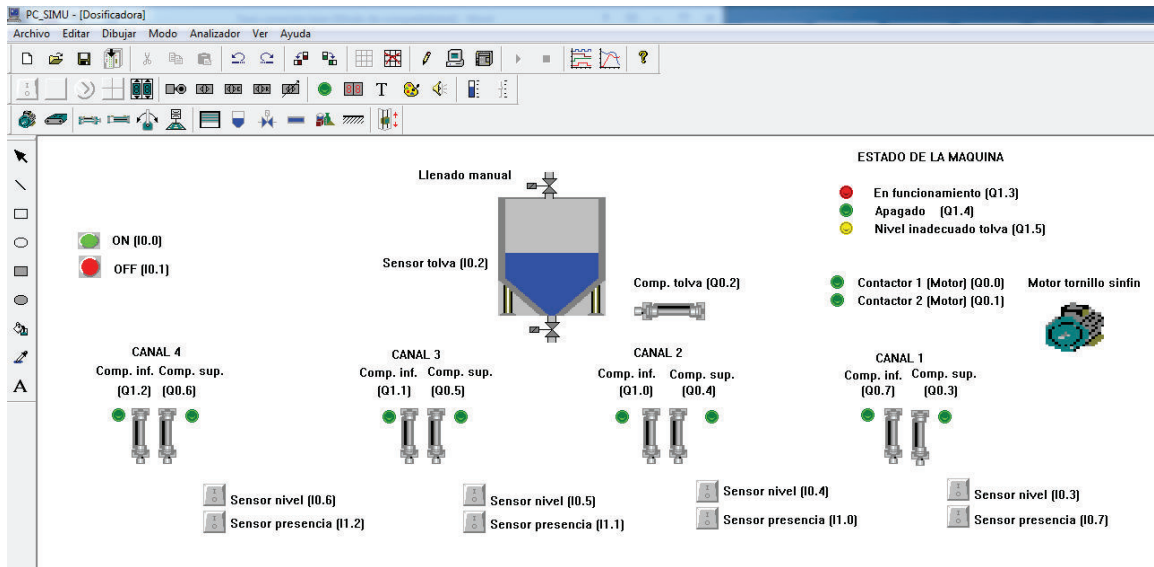 PC_SIMU - [Dosificadora]
Archivo Editar Dibujar Modo Analizador Ver Ayuda
ESTADO DE LA MAQUINA
Llenado manual
En funcionamiento (Q1.3)
Apagado (Q1.4)
Nivel inadecuado tolva (Q1.5)
ON (I0.0)
OFF (I0.1)
Sensor tolva (I0.2)
Comp. tolva (Q0.2)
Contactor 1 (Motor) (Q0.0)
Contactor 2 (Motor) (Q0.1)
Motor tornillo sinfin
CANAL 4
Comp. inf. Comp. sup.
(Q1.2) (Q0.6)
CANAL 3
Comp. inf. Comp. sup.
(Q1.1) (Q0.5)
CANAL 2
Comp. inf. Comp. sup.
(Q1.0) (Q0.4)
CANAL 1
Comp. inf. Comp. sup.
(Q0.7) (Q0.3)
Sensor nivel (I0.6)
Sensor presencia (I1.2)
Sensor nivel (I0.5)
Sensor presencia (I1.1)
Sensor nivel (I0.4)
Sensor presencia (I1.0)
Sensor nivel (I0.3)
Sensor presencia (I0.7)